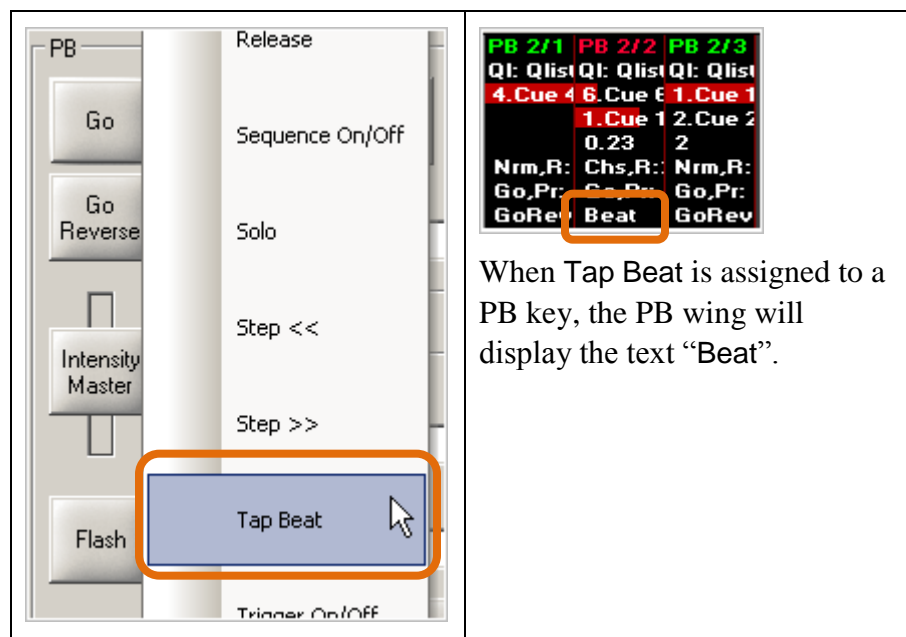 PB
Go
Go
Reverse
Intensity
Master
Flash
Release
Sequence On/Off
Solo
Step <<
Step >>
Tap Beat
Trigger On/Off
PB 2/1 PB 2/2 PB 2/3
Ql: Qlist Ql: Qlist Ql: Qlist
4.Cue 4 6.Cue 6 1.Cue 1
1.Cue 1 2.Cue 2
0.23 2
Nrm,R: Chs,R: Nrm,R:
Go,Pr: Go,Pr: Go,Pr:
GoRev Beat GoRev
When Tap Beat is assigned to a
PB key, the PB wing will
display the text “Beat”.